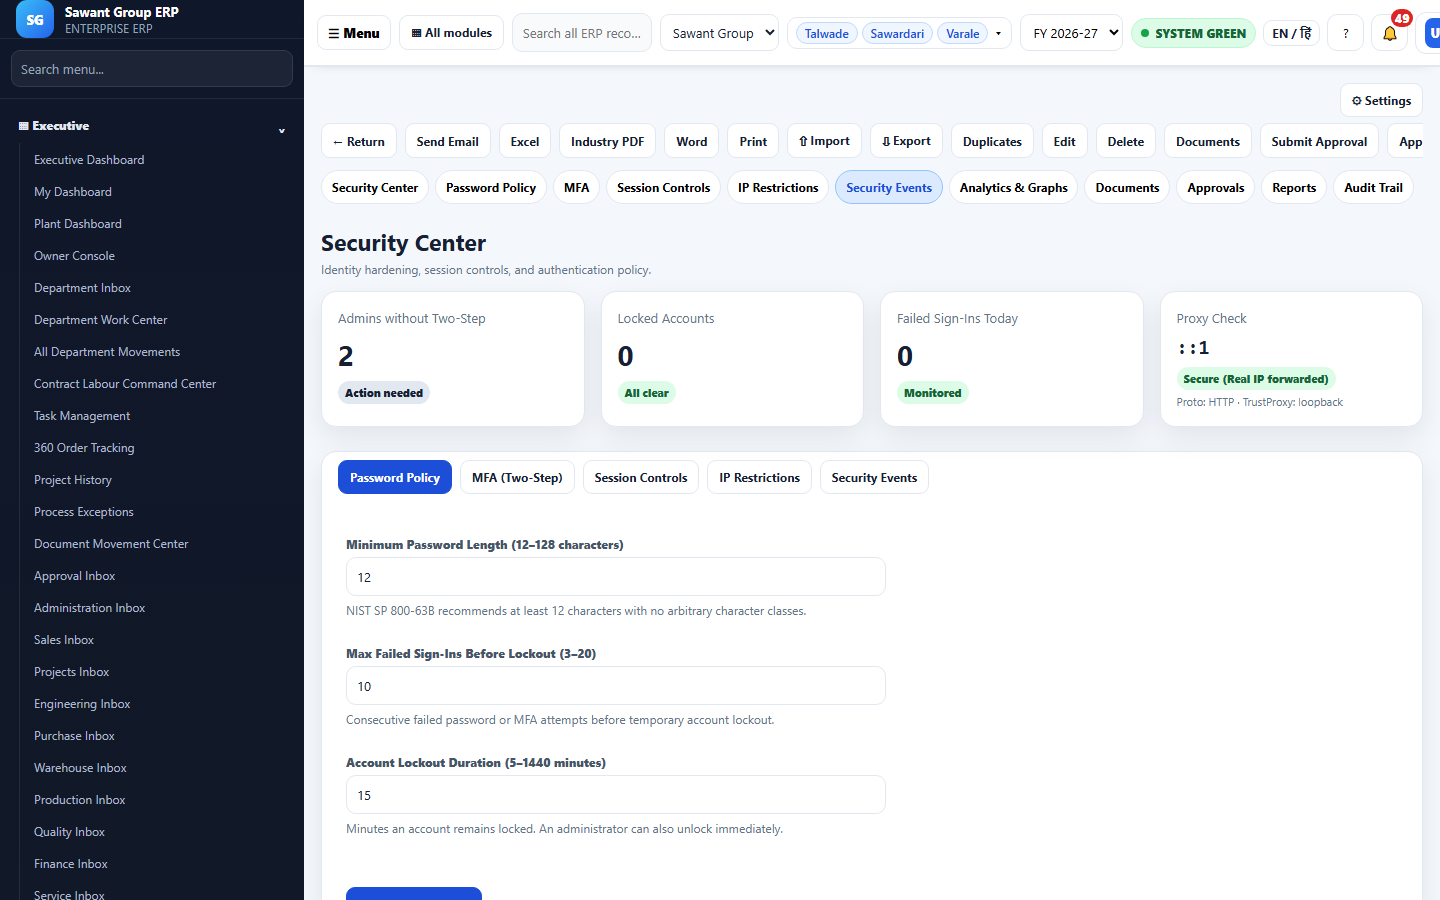 SG
Sawant Group ERP
ENTERPRISE ERP
☰ Menu
All modules
Search all ERP reco...
Sawant Group
Talwade
Sawardari
Varale
FY 2026-27
SYSTEM GREEN
EN / हिं
?
49
U
Search menu...
Executive
Executive Dashboard
My Dashboard
Plant Dashboard
Owner Console
Department Inbox
Department Work Center
All Department Movements
Contract Labour Command Center
Task Management
360 Order Tracking
Project History
Process Exceptions
Document Movement Center
Approval Inbox
Administration Inbox
Sales Inbox
Projects Inbox
Engineering Inbox
Purchase Inbox
Warehouse Inbox
Production Inbox
Quality Inbox
Finance Inbox
Service Inbox
⚙ Settings
← Return
Send Email
Excel
Industry PDF
Word
Print
⇧ Import
⇩ Export
Duplicates
Edit
Delete
Documents
Submit Approval
App
Security Center
Password Policy
MFA
Session Controls
IP Restrictions
Security Events
Analytics & Graphs
Documents
Approvals
Reports
Audit Trail
Security Center
Identity hardening, session controls, and authentication policy.
Admins without Two-Step
2
Action needed
Locked Accounts
0
All clear
Failed Sign-Ins Today
0
Monitored
Proxy Check
::1
Secure (Real IP forwarded)
Proto: HTTP · TrustProxy: loopback
Password Policy
MFA (Two-Step)
Session Controls
IP Restrictions
Security Events
Minimum Password Length (12–128 characters)
12
NIST SP 800-63B recommends at least 12 characters with no arbitrary character classes.
Max Failed Sign-Ins Before Lockout (3–20)
10
Consecutive failed password or MFA attempts before temporary account lockout.
Account Lockout Duration (5–1440 minutes)
15
Minutes an account remains locked. An administrator can also unlock immediately.